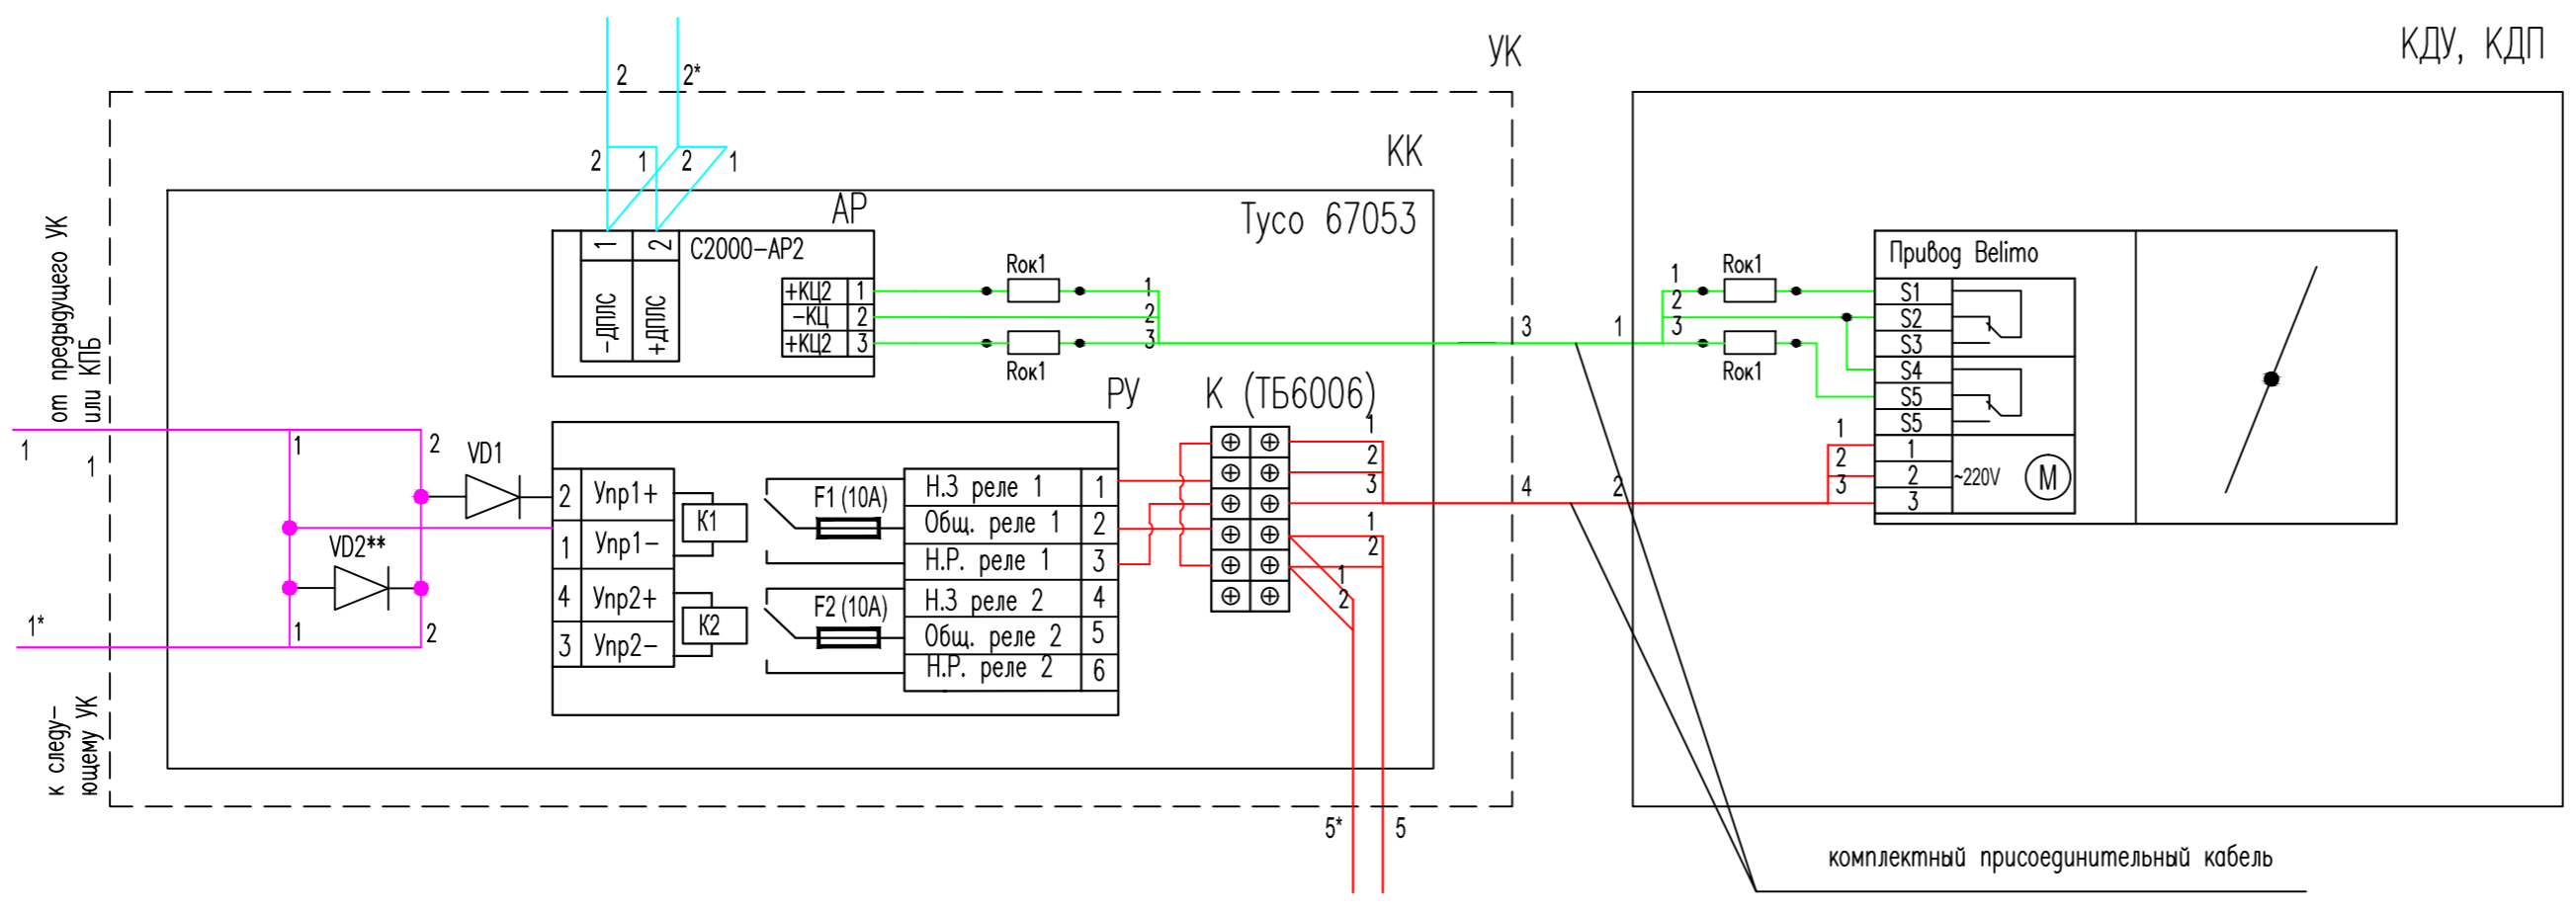 УК
КДУ, КДП
2
2*
2
1
2
1
КК
АР
Тусо 67053
от предыдущего УК
или КПБ
1
2
С2000-АР2
-ДПЛС
+ДПЛС
+КЦ2 1
-КЦ 2
+КЦ2 3
Rок1
Rок1
1
2
3
3
1
1
2
3
Rок1
Rок1
Привод Belimo
S1
S2
S3
S4
S5
S5
1
2
3
1
2
3
~220V
М
РУ
К (ТБ6006)
1
2
3
4
2
1
2
1
2
1
1
1
2
VD1
VD2**
1*
1
2
2 Упр1+
1 Упр1-
4 Упр2+
3 Упр2-
К1
К2
F1 (10А)
F2 (10А)
Н.З реле 1 1
Общ. реле 1 2
Н.Р. реле 1 3
Н.З реле 2 4
Общ. реле 2 5
Н.Р. реле 2 6
к следу-
ющему УК
5*
5
комплектный присоединительный кабель